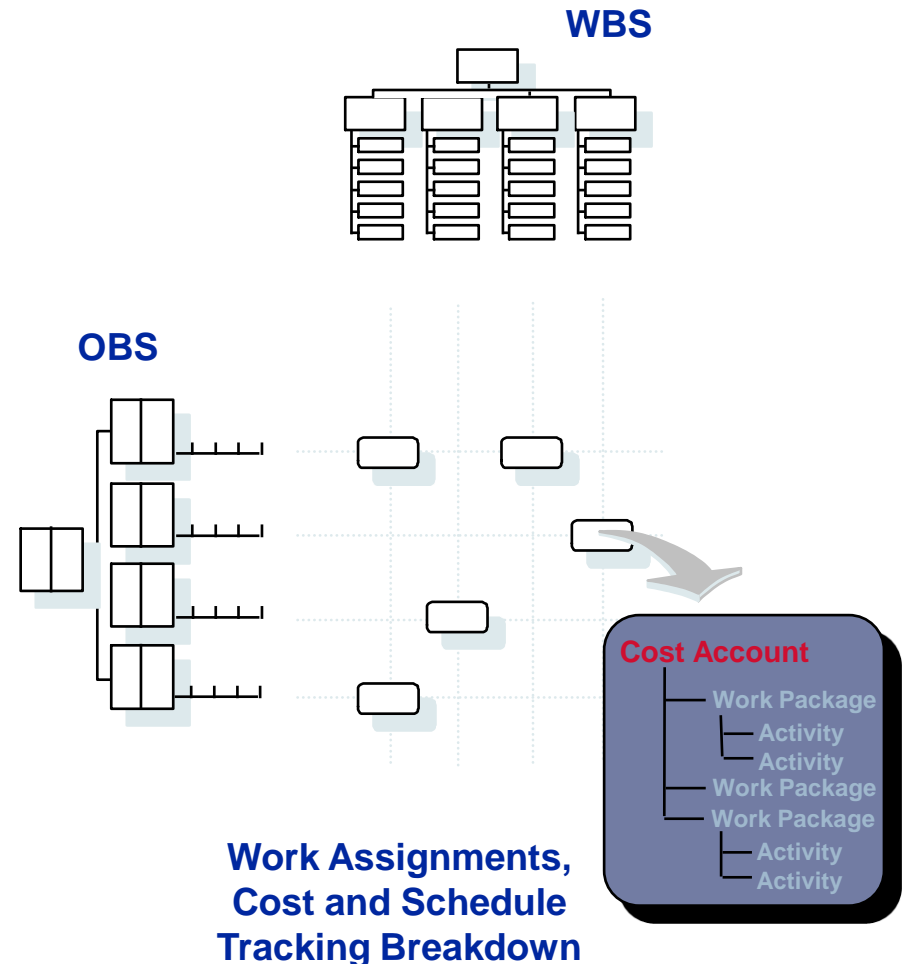 WBS
OBS
Cost Account
Work Package
Activity
Activity
Work Package
Work Package
Activity
Activity
Work Assignments,
Cost and Schedule
Tracking Breakdown